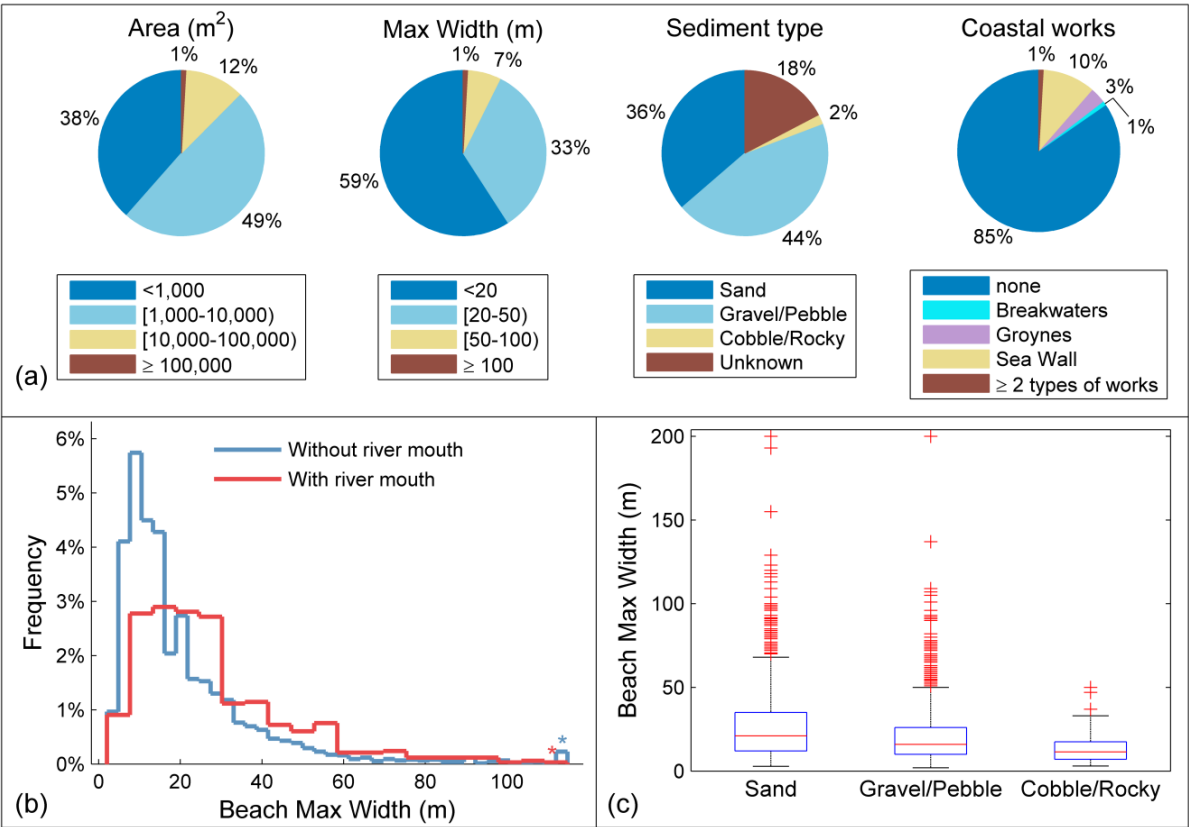 Area (m²)
1%
12%
38%
49%
<1,000
[1,000-10,000)
[10,000-100,000)
≥ 100,000
Max Width (m)
1%
7%
33%
59%
<20
[20-50)
[50-100)
≥ 100
Sediment type
18%
2%
36%
44%
Sand
Gravel/Pebble
Cobble/Rocky
Unknown
Coastal works
1%
10%
3%
1%
85%
none
Breakwaters
Groynes
Sea Wall
≥ 2 types of works
(a)
6%
5%
4%
3%
2%
1%
0%
Frequency
Without river mouth
With river mouth
*
*
0 20 40 60 80 100
Beach Max Width (m)
(b)
200
150
100
50
0
Beach Max Width (m)
Sand Gravel/Pebble Cobble/Rocky
(c)